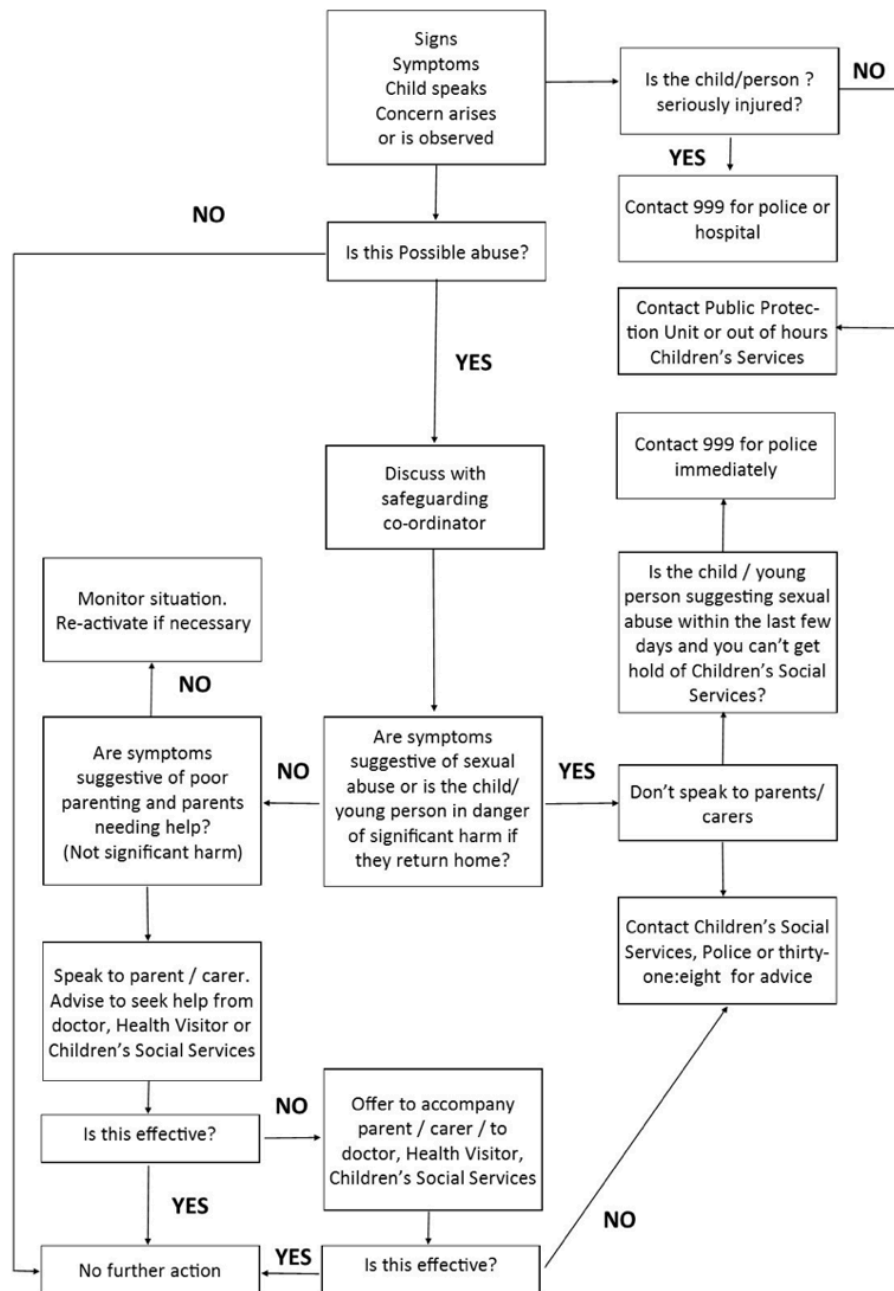 Signs
Symptoms
Child speaks
Concern arises
or is observed
Is the child/person ?
seriously injured?
NO
YES
Contact 999 for police or
hospital
NO
Is this Possible abuse?
Contact Public Protec-
tion Unit or out of hours
Children’s Services
YES
Contact 999 for police
immediately
Discuss with
safeguarding
co-ordinator
Is the child / young
person suggesting sexual
abuse within the last few
days and you can’t get
hold of Children’s Social
Services?
Monitor situation.
Re-activate if necessary
NO
Are symptoms
suggestive of poor
parenting and parents
needing help?
(Not significant harm)
NO
Are symptoms
suggestive of sexual
abuse or is the child/
young person in danger
of significant harm if
they return home?
YES
Don’t speak to parents/
carers
Contact Children’s Social
Services, Police or thirty-
one:eight for advice
Speak to parent / carer.
Advise to seek help from
doctor, Health Visitor or
Children’s Social Services
Is this effective?
NO
Offer to accompany
parent / carer / to
doctor, Health Visitor,
Children’s Social Services
YES
NO
No further action
YES
Is this effective?